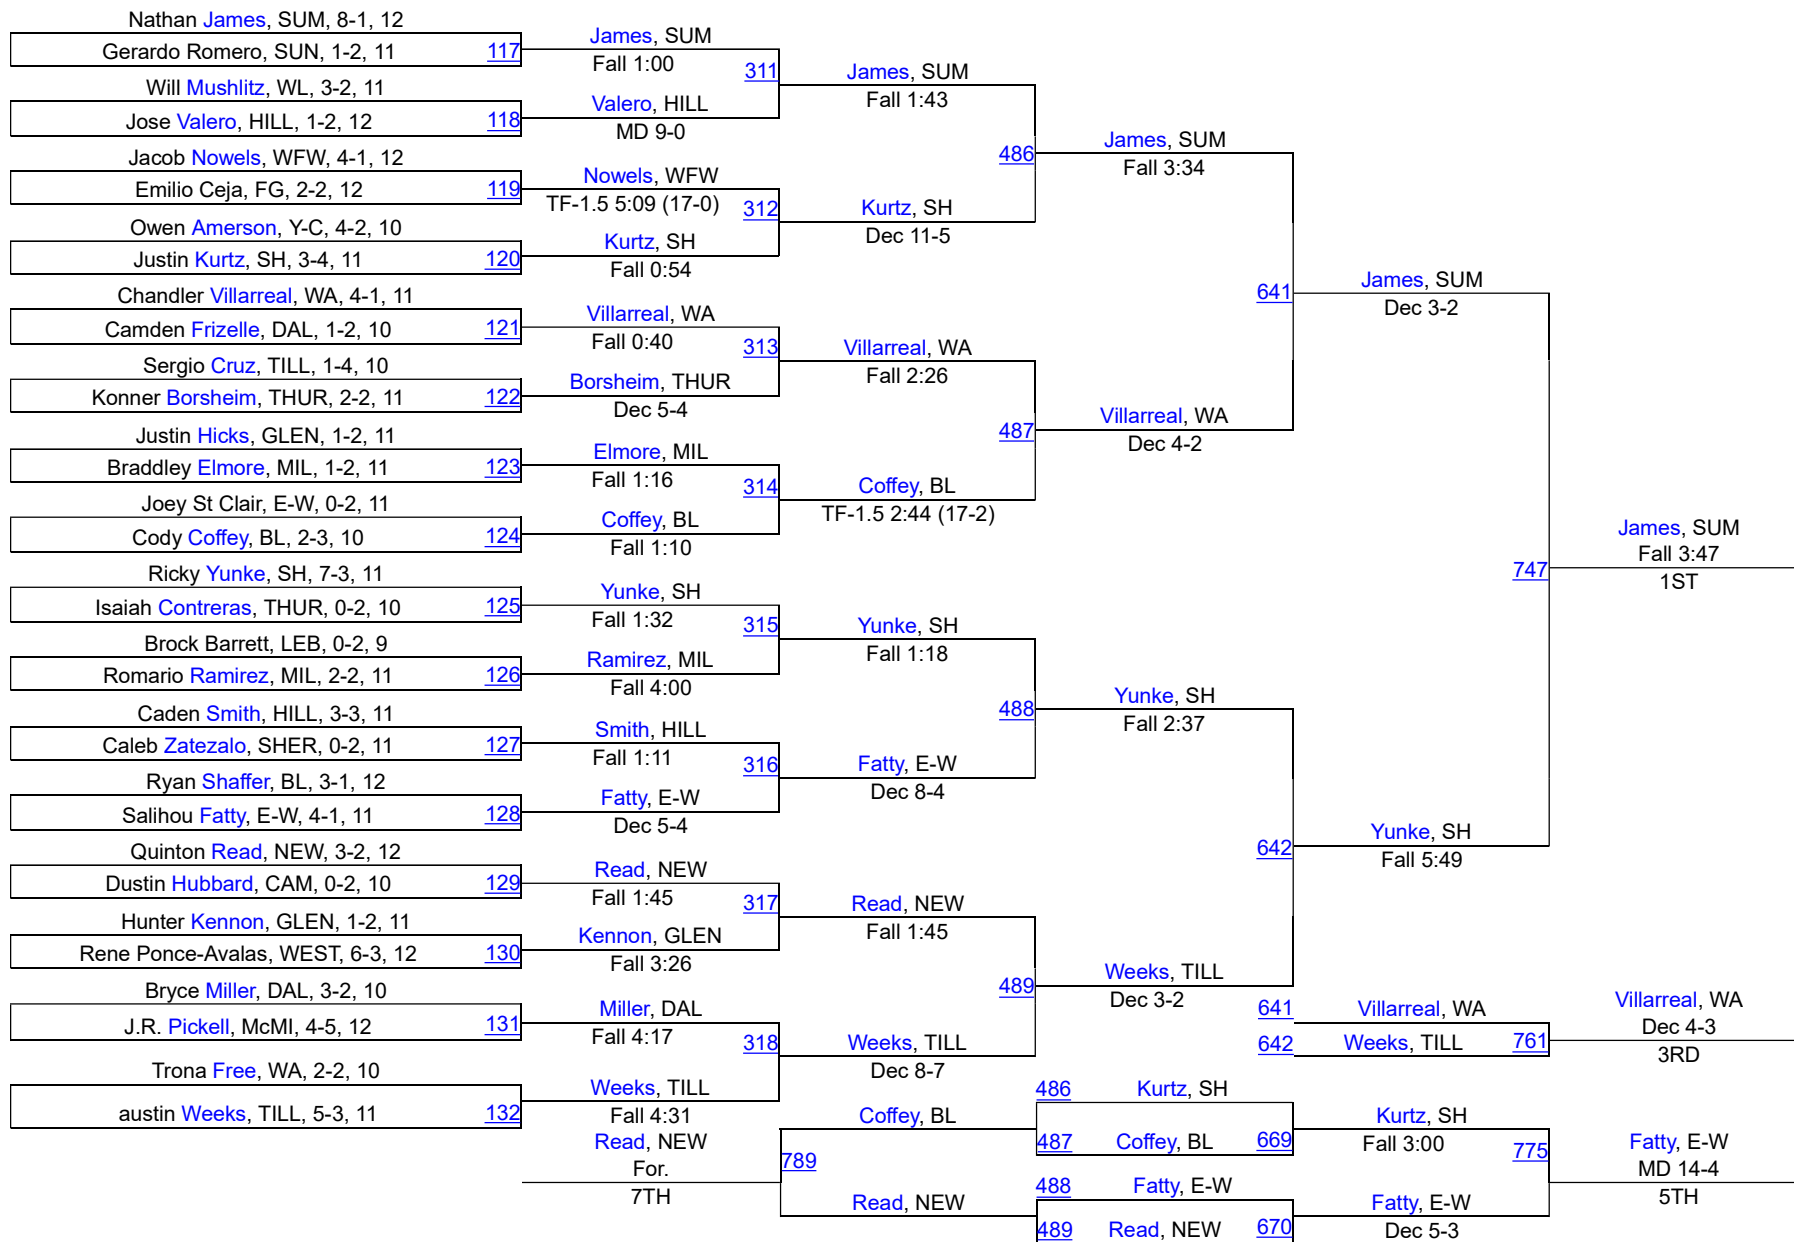 Nathan James, SUM, 8-1, 12
Gerardo Romero, SUN, 1-2, 11
117
Will Mushlitz, WL, 3-2, 11
Jose Valero, HILL, 1-2, 12
118
Jacob Nowels, WFW, 4-1, 12
Emilio Ceja, FG, 2-2, 12
119
Owen Amerson, Y-C, 4-2, 10
Justin Kurtz, SH, 3-4, 11
120
Chandler Villarreal, WA, 4-1, 11
Camden Frizelle, DAL, 1-2, 10
121
Sergio Cruz, TILL, 1-4, 10
Konner Borsheim, THUR, 2-2, 11
122
Justin Hicks, GLEN, 1-2, 11
Braddley Elmore, MIL, 1-2, 11
123
Joey St Clair, E-W, 0-2, 11
Cody Coffey, BL, 2-3, 10
124
Ricky Yunke, SH, 7-3, 11
Isaiah Contreras, THUR, 0-2, 10
125
Brock Barrett, LEB, 0-2, 9
Romario Ramirez, MIL, 2-2, 11
126
Caden Smith, HILL, 3-3, 11
Caleb Zatezalo, SHER, 0-2, 11
127
Ryan Shaffer, BL, 3-1, 12
Salihou Fatty, E-W, 4-1, 11
128
Quinton Read, NEW, 3-2, 12
Dustin Hubbard, CAM, 0-2, 10
129
Hunter Kennon, GLEN, 1-2, 11
Rene Ponce-Avalas, WEST, 6-3, 12
130
Bryce Miller, DAL, 3-2, 10
J.R. Pickell, McMI, 4-5, 12
131
Trona Free, WA, 2-2, 10
austin Weeks, TILL, 5-3, 11
132
James, SUM
Fall 1:00
311
Valero, HILL
MD 9-0
Nowels, WFW
TF-1.5 5:09 (17-0)
312
Kurtz, SH
Fall 0:54
Villarreal, WA
Fall 0:40
313
Borsheim, THUR
Dec 5-4
Elmore, MIL
Fall 1:16
314
Coffey, BL
Fall 1:10
Yunke, SH
Fall 1:32
315
Ramirez, MIL
Fall 4:00
Smith, HILL
Fall 1:11
316
Fatty, E-W
Dec 5-4
Read, NEW
Fall 1:45
317
Kennon, GLEN
Fall 3:26
Miller, DAL
Fall 4:17
318
Weeks, TILL
Fall 4:31
Read, NEW
For.
7TH
James, SUM
Fall 1:43
486
Kurtz, SH
Dec 11-5
Villarreal, WA
Fall 2:26
487
Coffey, BL
TF-1.5 2:44 (17-2)
Yunke, SH
Fall 1:18
488
Fatty, E-W
Dec 8-4
Read, NEW
Fall 1:45
489
Weeks, TILL
Dec 8-7
Coffey, BL
789
Read, NEW
James, SUM
Fall 3:34
641
Villarreal, WA
Dec 4-2
Yunke, SH
Fall 2:37
642
Weeks, TILL
Dec 3-2
486
Kurtz, SH
487
Coffey, BL
669
488
Fatty, E-W
489
Read, NEW
670
James, SUM
Dec 3-2
747
Yunke, SH
Fall 5:49
641
Villarreal, WA
642
Weeks, TILL
761
Kurtz, SH
Fall 3:00
775
Fatty, E-W
Dec 5-3
James, SUM
Fall 3:47
1ST
Villarreal, WA
Dec 4-3
3RD
Fatty, E-W
MD 14-4
5TH